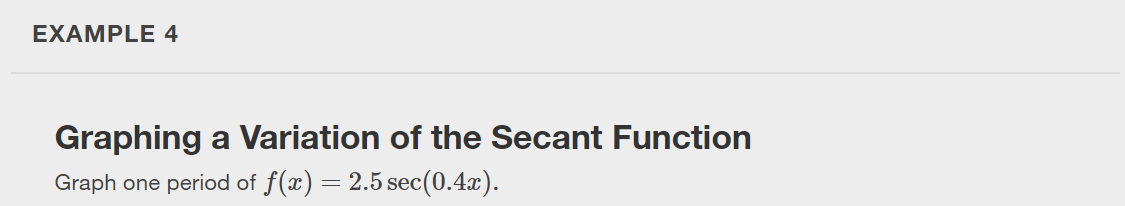 EXAMPLE 4
Graphing a Variation of the Secant Function
Graph one period of f(x) = 2.5 sec(0.4x).